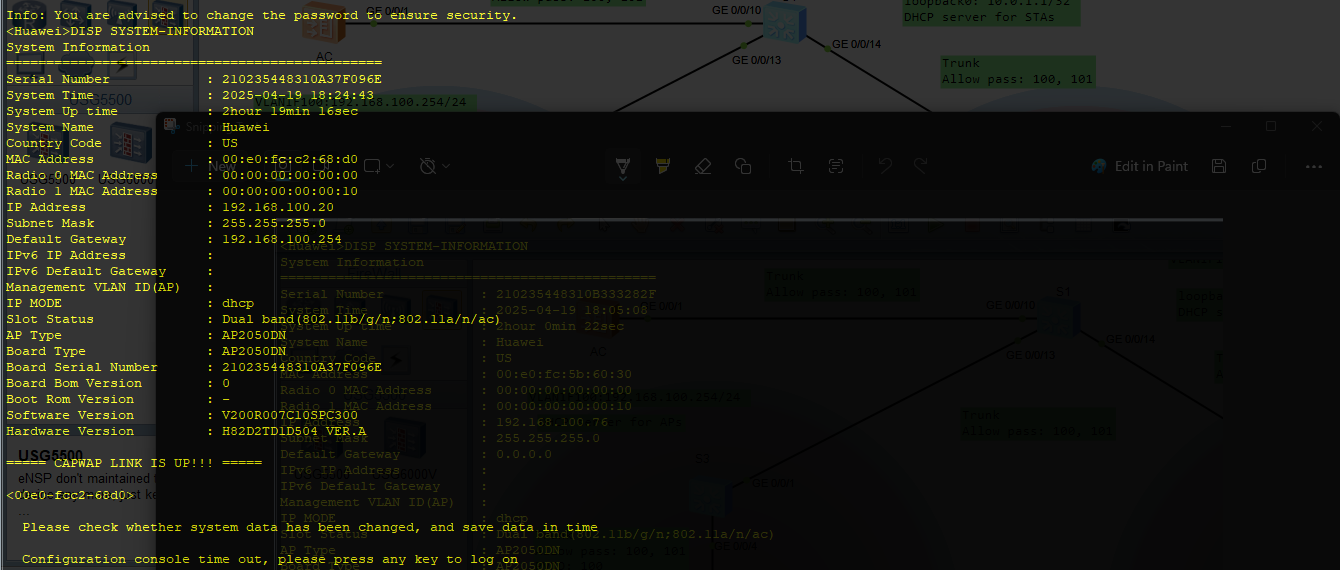 Info: You are advised to change the password to ensure security.
<Huawei>DISP SYSTEM-INFORMATION
System Information
===============================================
Serial Number : 210235448310A37F096E
System Time : 2025-04-19 18:24:43
System Up time : 2hour 19min 16sec
System Name : Huawei
Country Code : US
MAC Address : 00:e0:fc:c2:68:d0
Radio 0 MAC Address : 00:00:00:00:00:00
Radio 1 MAC Address : 00:00:00:00:00:10
IP Address : 192.168.100.20
Subnet Mask : 255.255.255.0
Default Gateway : 192.168.100.254
IPv6 IP Address :
IPv6 Default Gateway :
Management VLAN ID(AP) :
IP MODE : dhcp
Slot Status : Dual band(802.11b/g/n;802.11a/n/ac)
AP Type : AP2050DN
Board Type : AP2050DN
Board Serial Number : 210235448310A37F096E
Board Bom Version : 0
Boot Rom Version : -
Software Version : V200R007C10SPC300
Hardware Version : H82D2TD1D504 VER.A
===== CAPWAP LINK IS UP!!! =====
<00e0-fcc2-68d0>
Please check whether system data has been changed, and save data in time
Configuration console time out, please press any key to log on
GE 0/0/10
AC
loopback0: 10.0.1.1/32
DHCP server for STAs
GE 0/0/14
GE 0/0/13
Trunk
Allow pass: 100, 101
USG5500
VLANIF100:192.168.100.254/24
New
Edit in Paint
<Huawei>DISP SYSTEM-INFORMATION
System Information
===============================================
Serial Number : 210235448310B333282F
System Time : 2025-04-19 18:05:08
System Up time : 2hour 0min 22sec
System Name : Huawei
Country Code : US
MAC Address : 00:e0:fc:5b:60:30
Radio 0 MAC Address : 00:00:00:00:00:00
Radio 1 MAC Address : 00:00:00:00:00:10
IP Address : 192.168.100.76
Subnet Mask : 255.255.255.0
Default Gateway : 0.0.0.0
IPv6 IP Address :
IPv6 Default Gateway :
Management VLAN ID(AP) :
IP MODE : dhcp
Slot Status : Dual band(802.11b/g/n;802.11a/n/ac)
AP Type : AP2050DN
Board Type : AP2050DN
Trunk
Allow pass: 100, 101
GE 0/0/10
S1
GE 0/0/14
GE 0/0/13
AC
Trunk
Allow pass: 100, 101
S3
USG5500
eNSP don't maintained